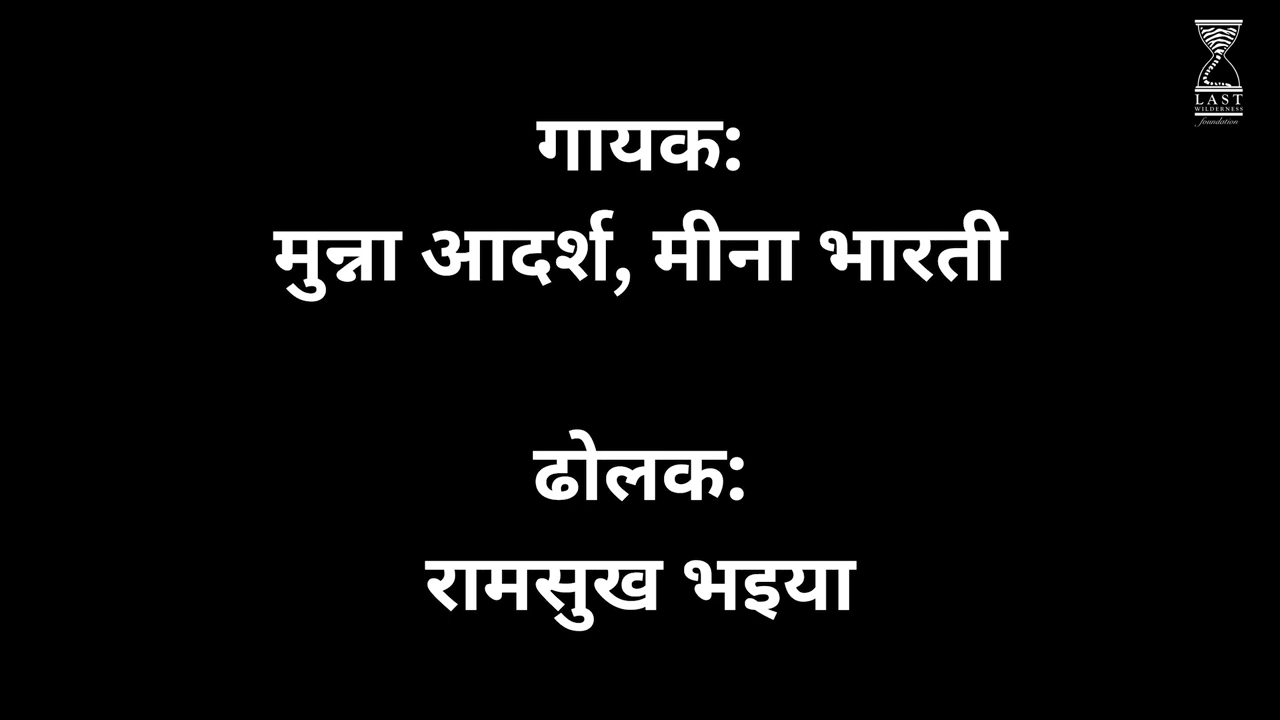 LAST
WILDERNESS
foundation
गायक:
मुन्ना आदर्श, मीना भारती
ढोलक:
रामसुख भइया